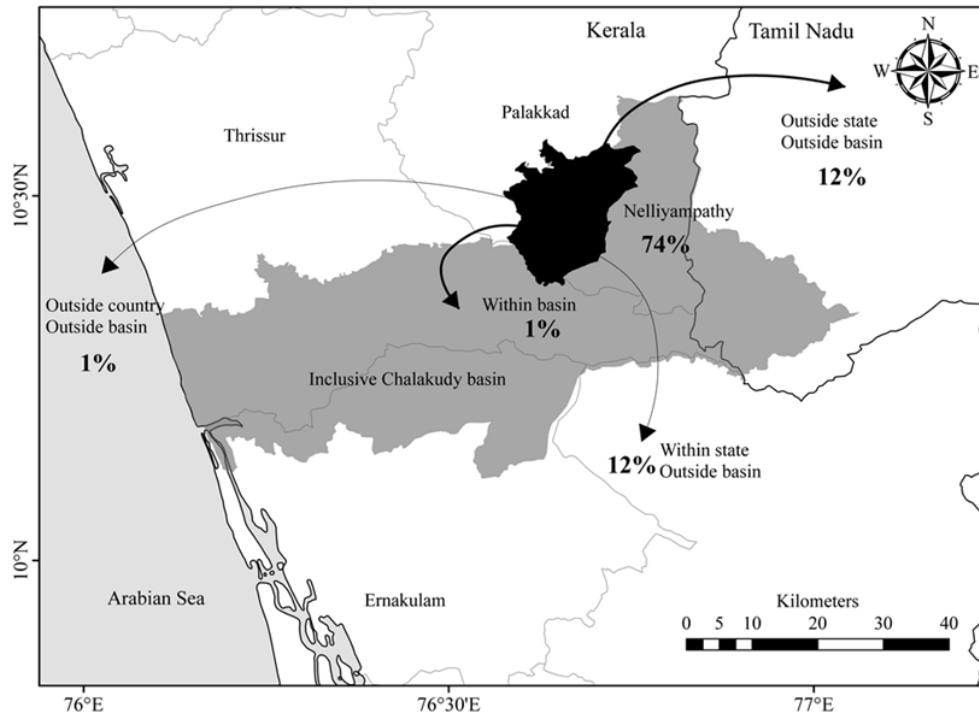 Kerala
Tamil Nadu
N
W
E
S
Palakkad
Thrissur
Outside state
Outside basin
12%
10°30'N
Nelliyampathy
74%
Outside country
Outside basin
1%
Within basin
1%
Inclusive Chalakudy basin
12%
Within state
Outside basin
10°N
Arabian Sea
Ernakulam
Kilometers
0 5 10 20 30 40
76°E
76°30'E
77°E